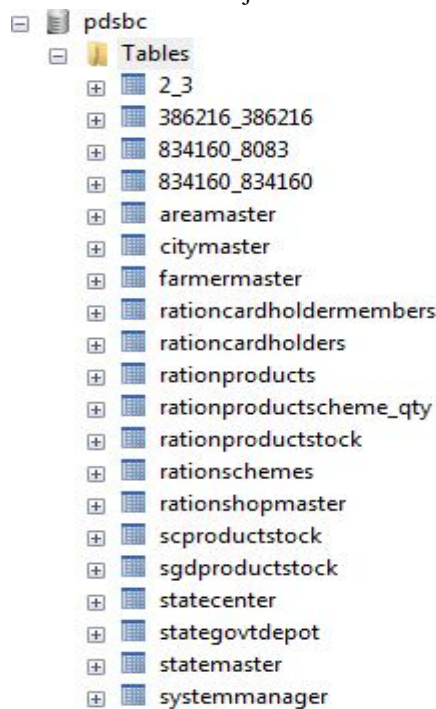 pdsbc
Tables
2_3
386216_386216
834160_8083
834160_834160
areamaster
citymaster
farmermaster
rationcardholdermembers
rationcardholders
rationproducts
rationproductscheme_qty
rationproductstock
rationschemes
rationshopmaster
scproductstock
sgdproductstock
statecenter
stategovtdepot
statemaster
systemmanager